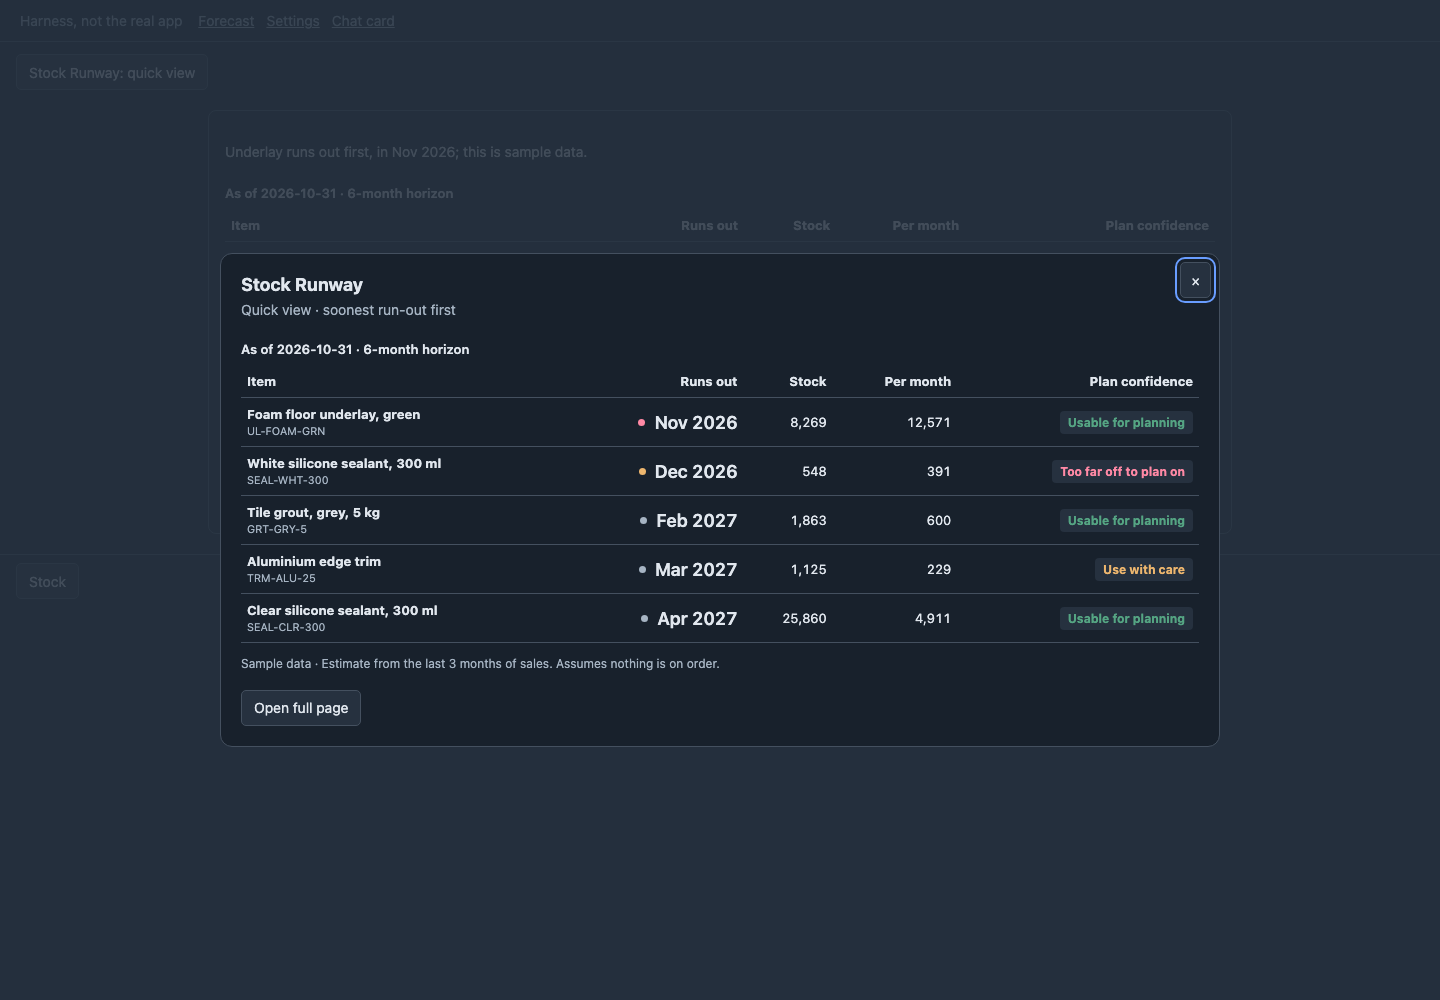 Harness, not the real app Forecast Settings Chat card
Stock Runway: quick view
Underlay runs out first, in Nov 2026; this is sample data.
As of 2026-10-31 · 6-month horizon
Item Runs out Stock Per month Plan confidence
Stock Runway
×
Quick view · soonest run-out first
As of 2026-10-31 · 6-month horizon
Item Runs out Stock Per month Plan confidence
Foam floor underlay, green
UL-FOAM-GRN
Nov 2026 8,269 12,571 Usable for planning
White silicone sealant, 300 ml
SEAL-WHT-300
Dec 2026 548 391 Too far off to plan on
Tile grout, grey, 5 kg
GRT-GRY-5
Feb 2027 1,863 600 Usable for planning
Aluminium edge trim
TRM-ALU-25
Mar 2027 1,125 229 Use with care
Clear silicone sealant, 300 ml
SEAL-CLR-300
Apr 2027 25,860 4,911 Usable for planning
Sample data · Estimate from the last 3 months of sales. Assumes nothing is on order.
Open full page
Stock